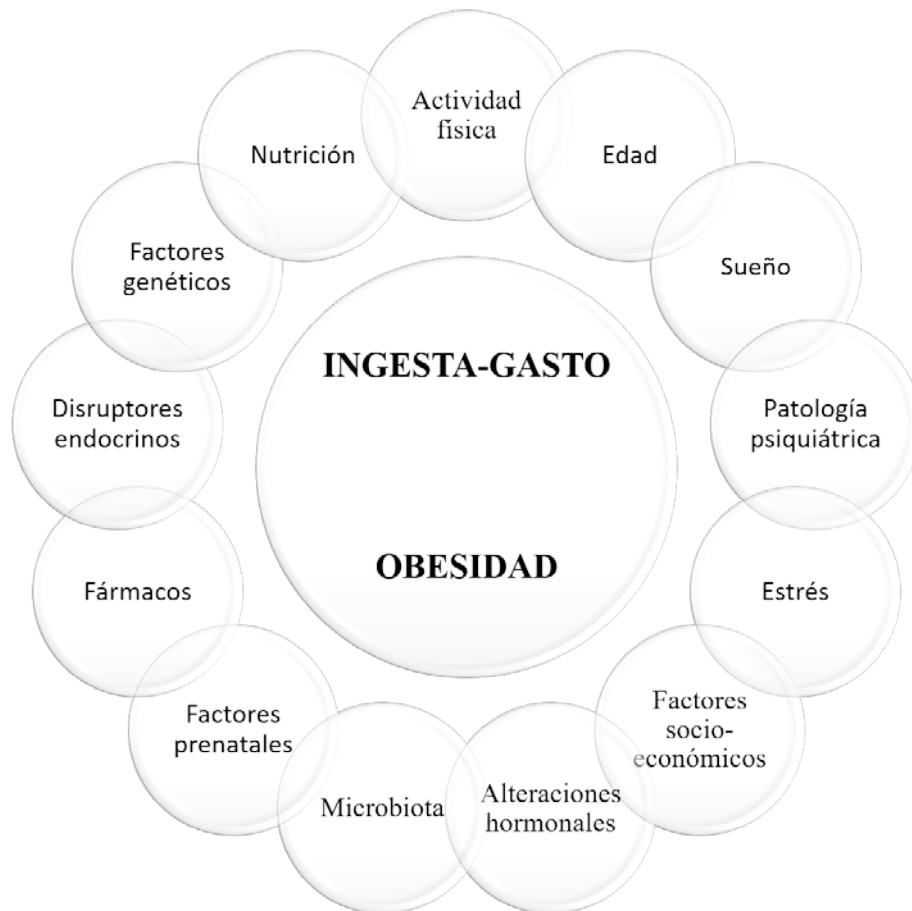 Actividad
física
Edad
Sueño
Patología
psiquiátrica
Estrés
Factores
socio-
económicos
Alteraciones
hormonales
Microbiota
Factores
prenatales
Fármacos
Disruptores
endocrinos
Factores
genéticos
Nutrición
INGESTA-GASTO
OBESIDAD